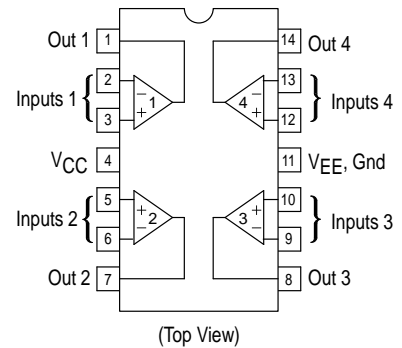 Out 1 1 14 Out 4
Inputs 1 { 2 − − 13 } Inputs 4
1 4
3 + + 12
VCC 4 11 VEE, Gnd
Inputs 2 { 5 + + 10 } Inputs 3
2 3
6 − − 9
Out 2 7 8 Out 3
(Top View)